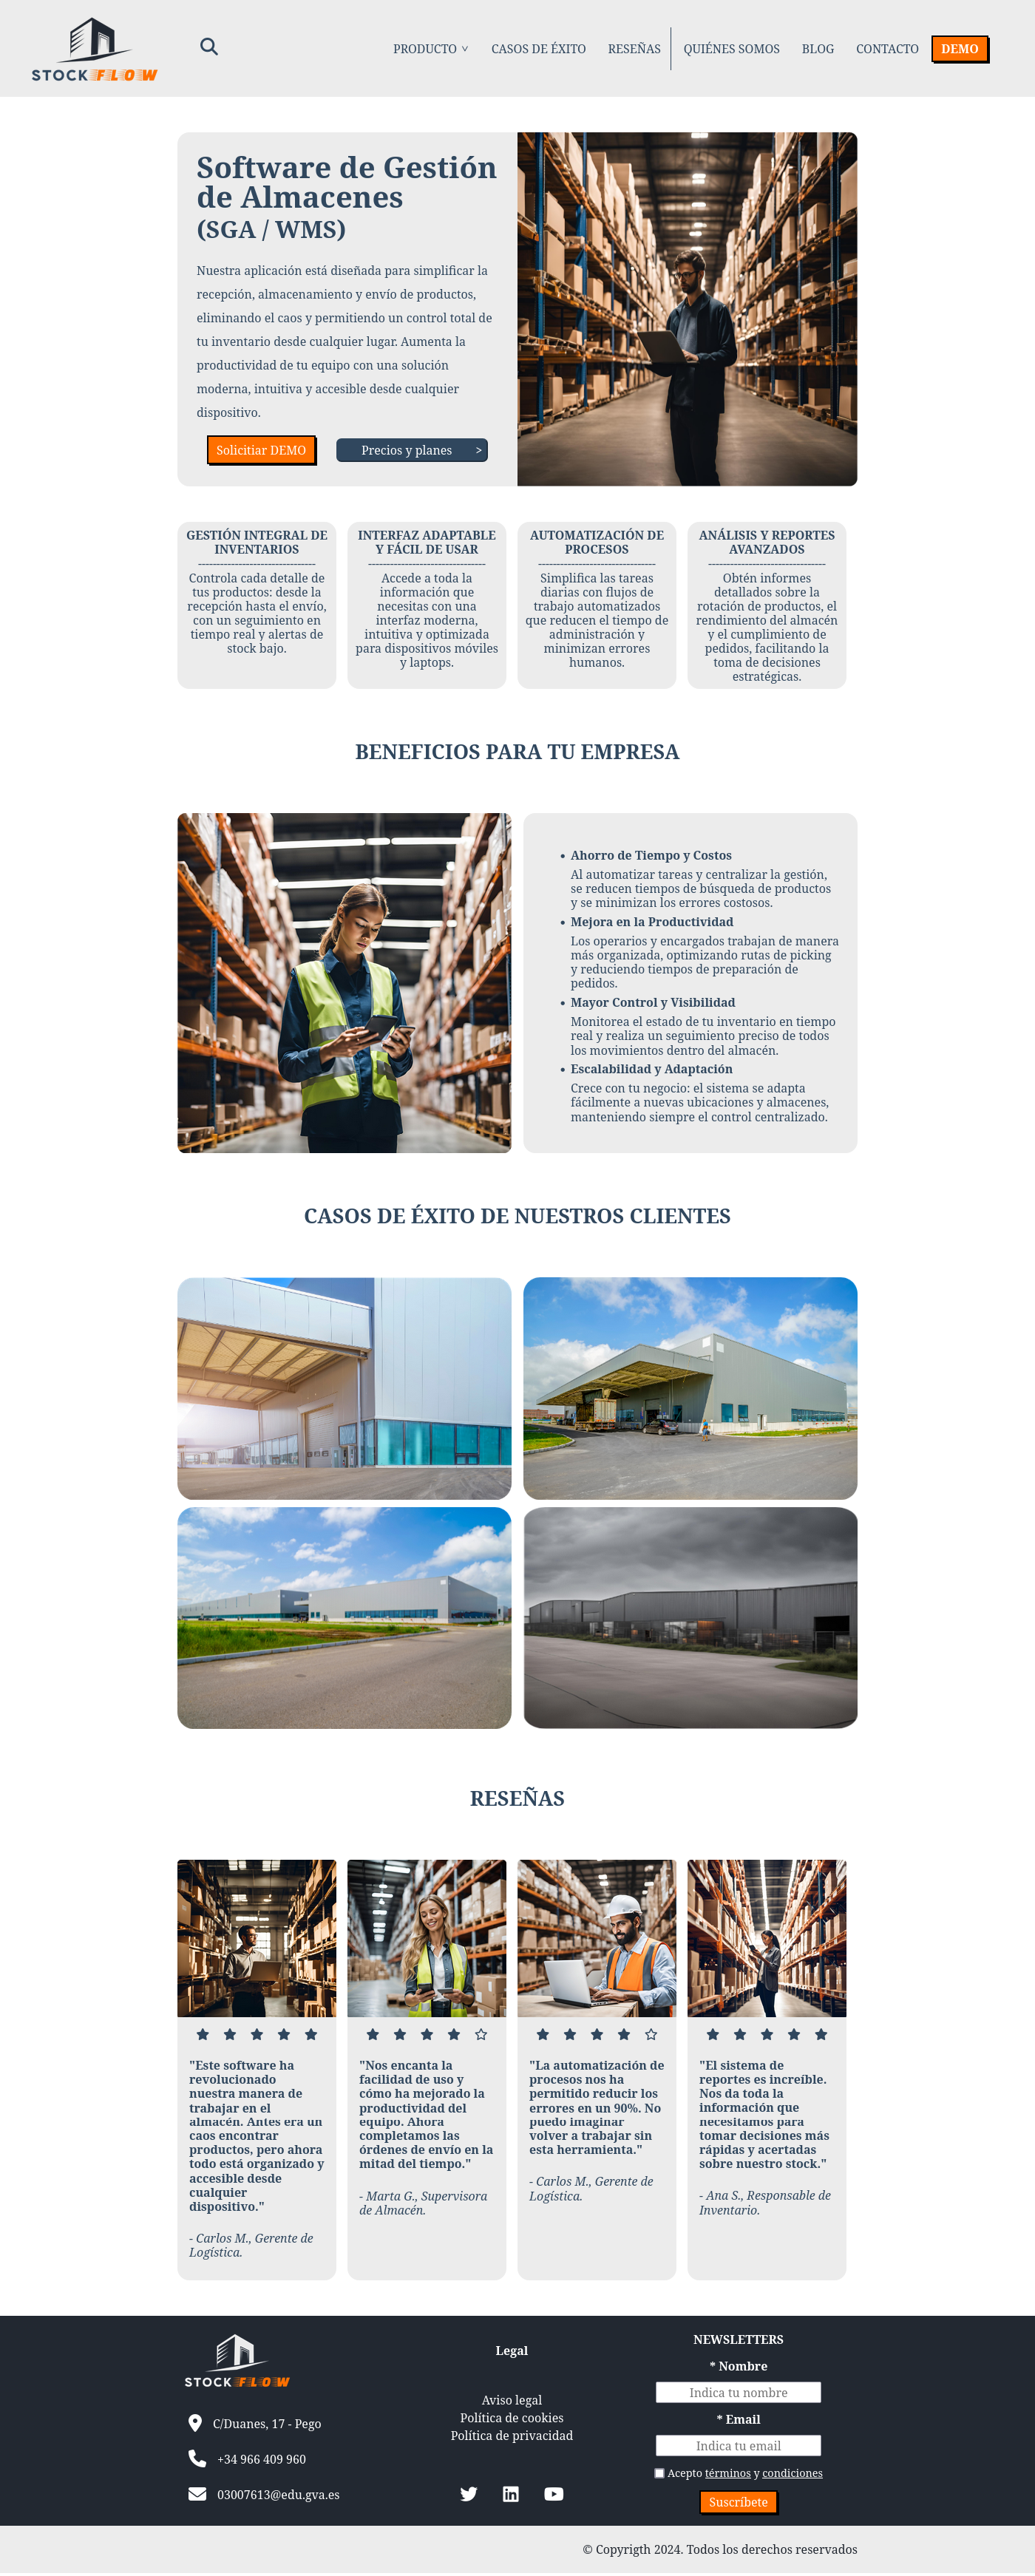 STOCK FLOW
PRODUCTO ˅
CASOS DE ÉXITO
RESEÑAS
QUIÉNES SOMOS
BLOG
CONTACTO
DEMO
Software de Gestión
de Almacenes
(SGA / WMS)
Nuestra aplicación está diseñada para simplificar la
recepción, almacenamiento y envío de productos,
eliminando el caos y permitiendo un control total de
tu inventario desde cualquier lugar. Aumenta la
productividad de tu equipo con una solución
moderna, intuitiva y accesible desde cualquier
dispositivo.
Solicitiar DEMO
Precios y planes >
GESTIÓN INTEGRAL DE
INVENTARIOS
--------------------------------
Controla cada detalle de
tus productos: desde la
recepción hasta el envío,
con un seguimiento en
tiempo real y alertas de
stock bajo.
INTERFAZ ADAPTABLE
Y FÁCIL DE USAR
--------------------------------
Accede a toda la
información que
necesitas con una
interfaz moderna,
intuitiva y optimizada
para dispositivos móviles
y laptops.
AUTOMATIZACIÓN DE
PROCESOS
--------------------------------
Simplifica las tareas
diarias con flujos de
trabajo automatizados
que reducen el tiempo de
administración y
minimizan errores
humanos.
ANÁLISIS Y REPORTES
AVANZADOS
--------------------------------
Obtén informes
detallados sobre la
rotación de productos, el
rendimiento del almacén
y el cumplimiento de
pedidos, facilitando la
toma de decisiones
estratégicas.
BENEFICIOS PARA TU EMPRESA
• Ahorro de Tiempo y Costos
Al automatizar tareas y centralizar la gestión,
se reducen tiempos de búsqueda de productos
y se minimizan los errores costosos.
• Mejora en la Productividad
Los operarios y encargados trabajan de manera
más organizada, optimizando rutas de picking
y reduciendo tiempos de preparación de
pedidos.
• Mayor Control y Visibilidad
Monitorea el estado de tu inventario en tiempo
real y realiza un seguimiento preciso de todos
los movimientos dentro del almacén.
• Escalabilidad y Adaptación
Crece con tu negocio: el sistema se adapta
fácilmente a nuevas ubicaciones y almacenes,
manteniendo siempre el control centralizado.
CASOS DE ÉXITO DE NUESTROS CLIENTES
RESEÑAS
"Este software ha
revolucionado
nuestra manera de
trabajar en el
almacén. Antes era un
caos encontrar
productos, pero ahora
todo está organizado y
accesible desde
cualquier
dispositivo."
- Carlos M., Gerente de
Logística.
"Nos encanta la
facilidad de uso y
cómo ha mejorado la
productividad del
equipo. Ahora
completamos las
órdenes de envío en la
mitad del tiempo."
- Marta G., Supervisora
de Almacén.
"La automatización de
procesos nos ha
permitido reducir los
errores en un 90%. No
puedo imaginar
volver a trabajar sin
esta herramienta."
- Carlos M., Gerente de
Logística.
"El sistema de
reportes es increíble.
Nos da toda la
información que
necesitamos para
tomar decisiones más
rápidas y acertadas
sobre nuestro stock."
- Ana S., Responsable de
Inventario.
STOCK FLOW
C/Duanes, 17 - Pego
+34 966 409 960
03007613@edu.gva.es
Legal
Aviso legal
Política de cookies
Política de privacidad
NEWSLETTERS
* Nombre
Indica tu nombre
* Email
Indica tu email
Acepto términos y condiciones
Suscríbete
© Copyrigth 2024. Todos los derechos reservados